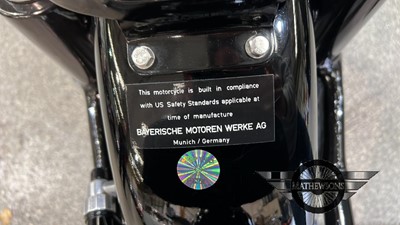 This motorcycle is built in compliance
with US Safety Standards applicable at
time of manufacture
BAYERISCHE MOTOREN WERKE AG
Munich / Germany
MATHEWSONS